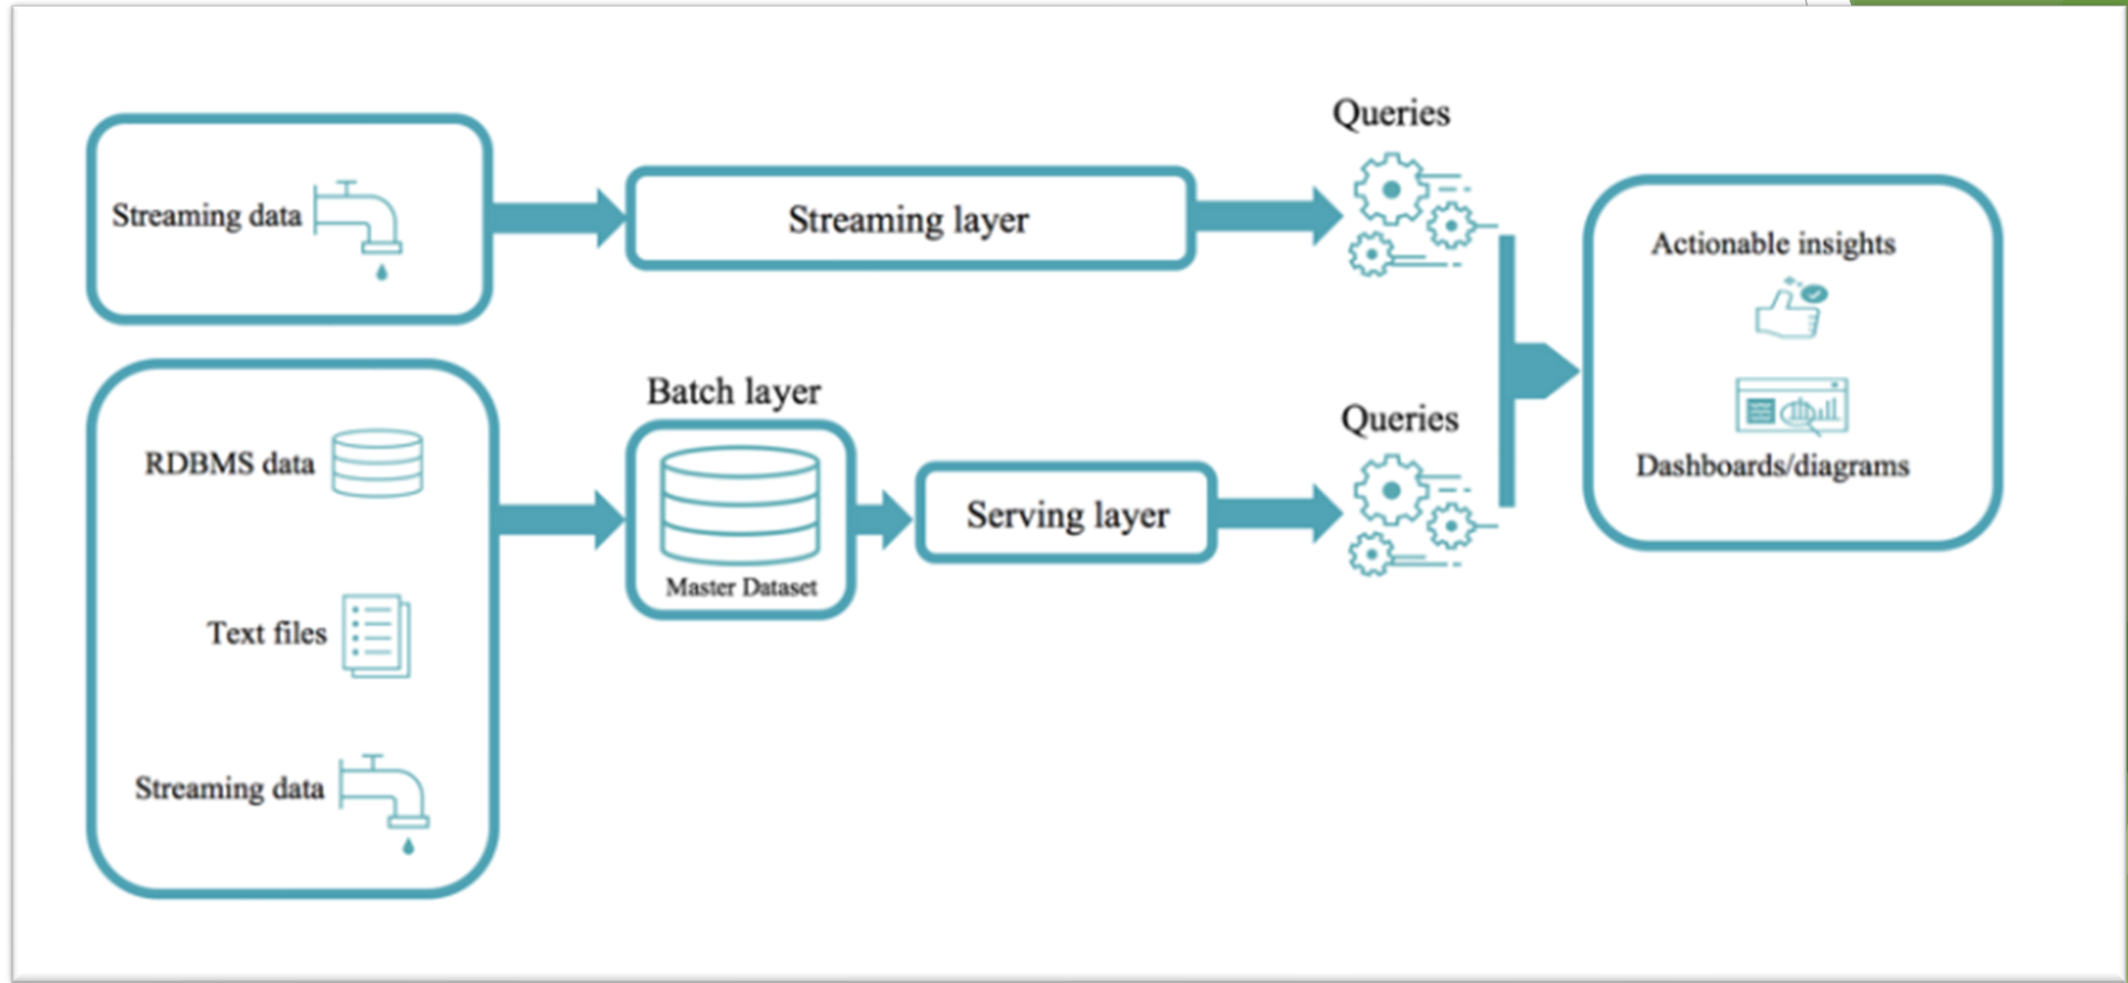 Queries
Streaming data
Streaming layer
Actionable insights
Batch layer
Queries
RDBMS data
Dashboards/diagrams
Serving layer
Master Dataset
Text files
Streaming data